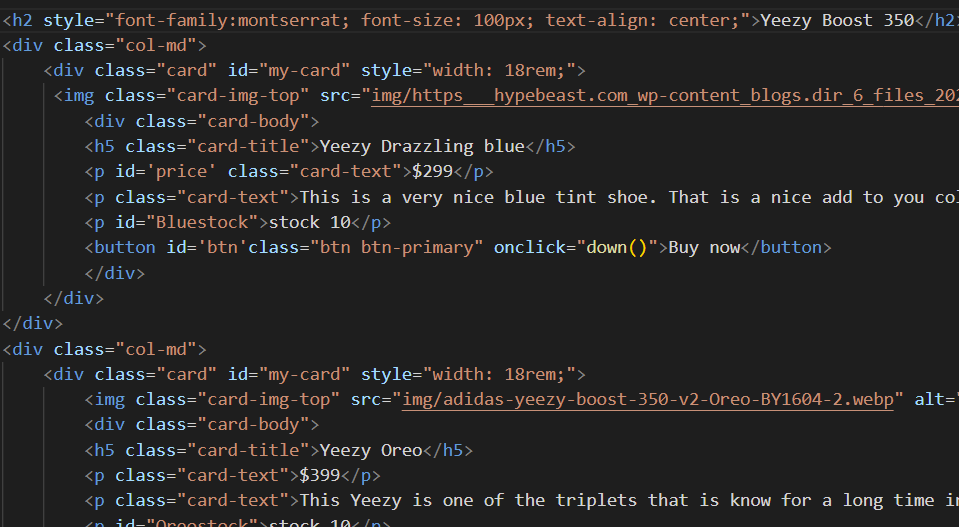 <h2 style="font-family:montserrat; font-size: 100px; text-align: center;">Yeezy Boost 350</h2>
<div class="col-md">
<div class="card" id="my-card" style="width: 18rem;">
<img class="card-img-top" src="img/https___hypebeast.com_wp-content_blogs.dir_6_files_202
<div class="card-body">
<h5 class="card-title">Yeezy Drazzling blue</h5>
<p id='price' class="card-text">$299</p>
<p class="card-text">This is a very nice blue tint shoe. That is a nice add to you col
<p id="Bluestock">stock 10</p>
<button id='btn'class="btn btn-primary" onclick="down()">Buy now</button>
</div>
</div>
</div>
<div class="col-md">
<div class="card" id="my-card" style="width: 18rem;">
<img class="card-img-top" src="img/adidas-yeezy-boost-350-v2-Oreo-BY1604-2.webp" alt="
<div class="card-body">
<h5 class="card-title">Yeezy Oreo</h5>
<p class="card-text">$399</p>
<p class="card-text">This Yeezy is one of the triplets that is know for a long time in
<p id="Oreostock">stock 10</p>